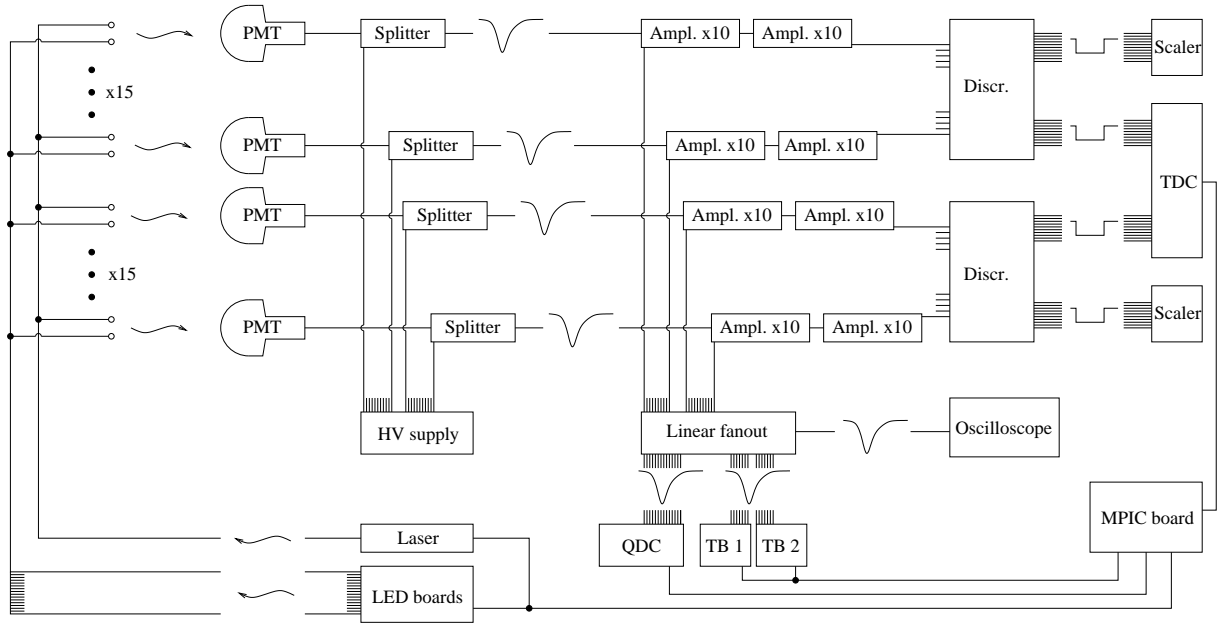 PMT
Splitter
Ampl. x10
Ampl. x10
Scaler
x15
Discr.
PMT
Splitter
Ampl. x10
Ampl. x10
TDC
PMT
Splitter
Ampl. x10
Ampl. x10
x15
Discr.
PMT
Splitter
Ampl. x10
Ampl. x10
Scaler
HV supply
Linear fanout
Oscilloscope
MPIC board
Laser
QDC
TB 1
TB 2
LED boards